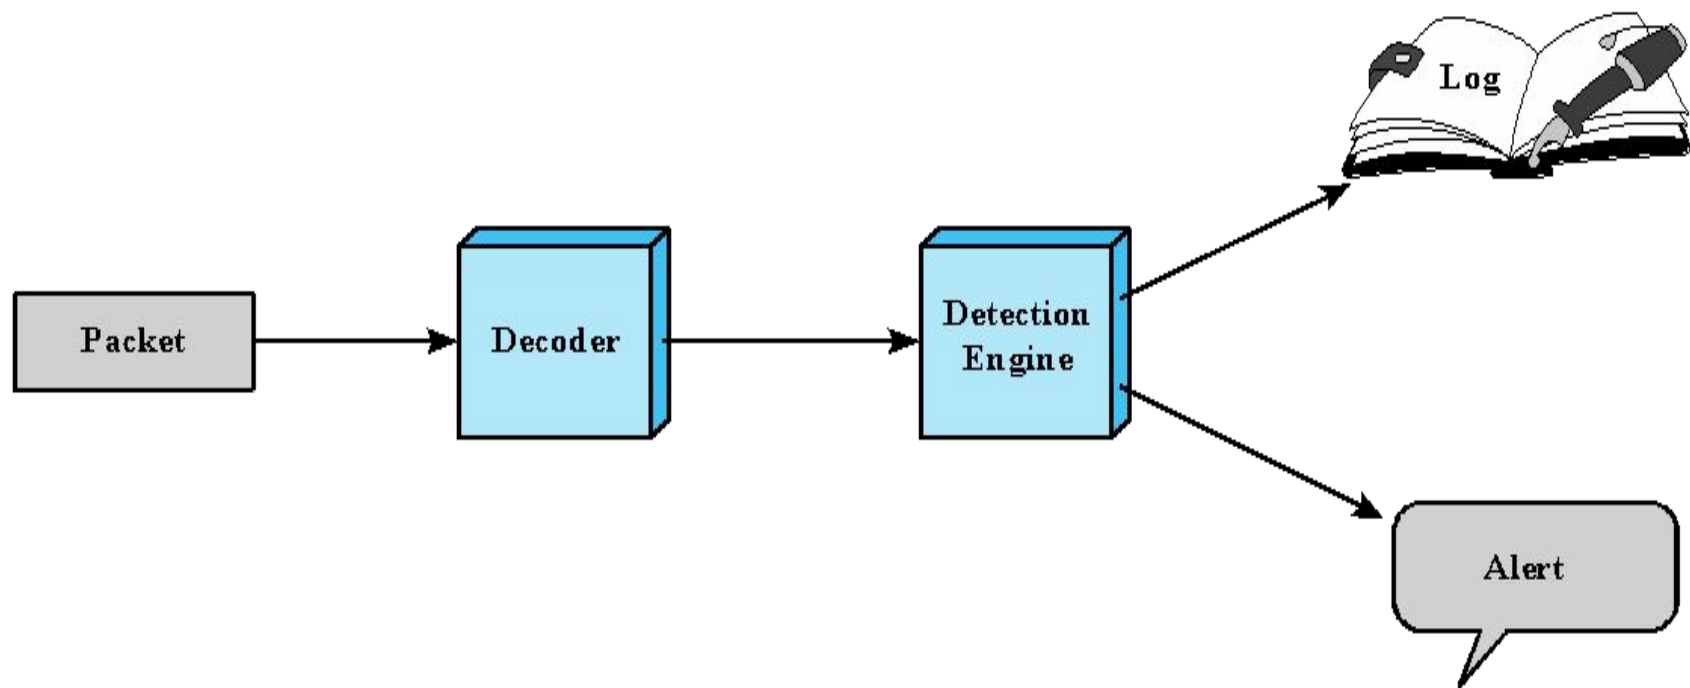 Packet
Decoder
Detection
Engine
Log
Alert